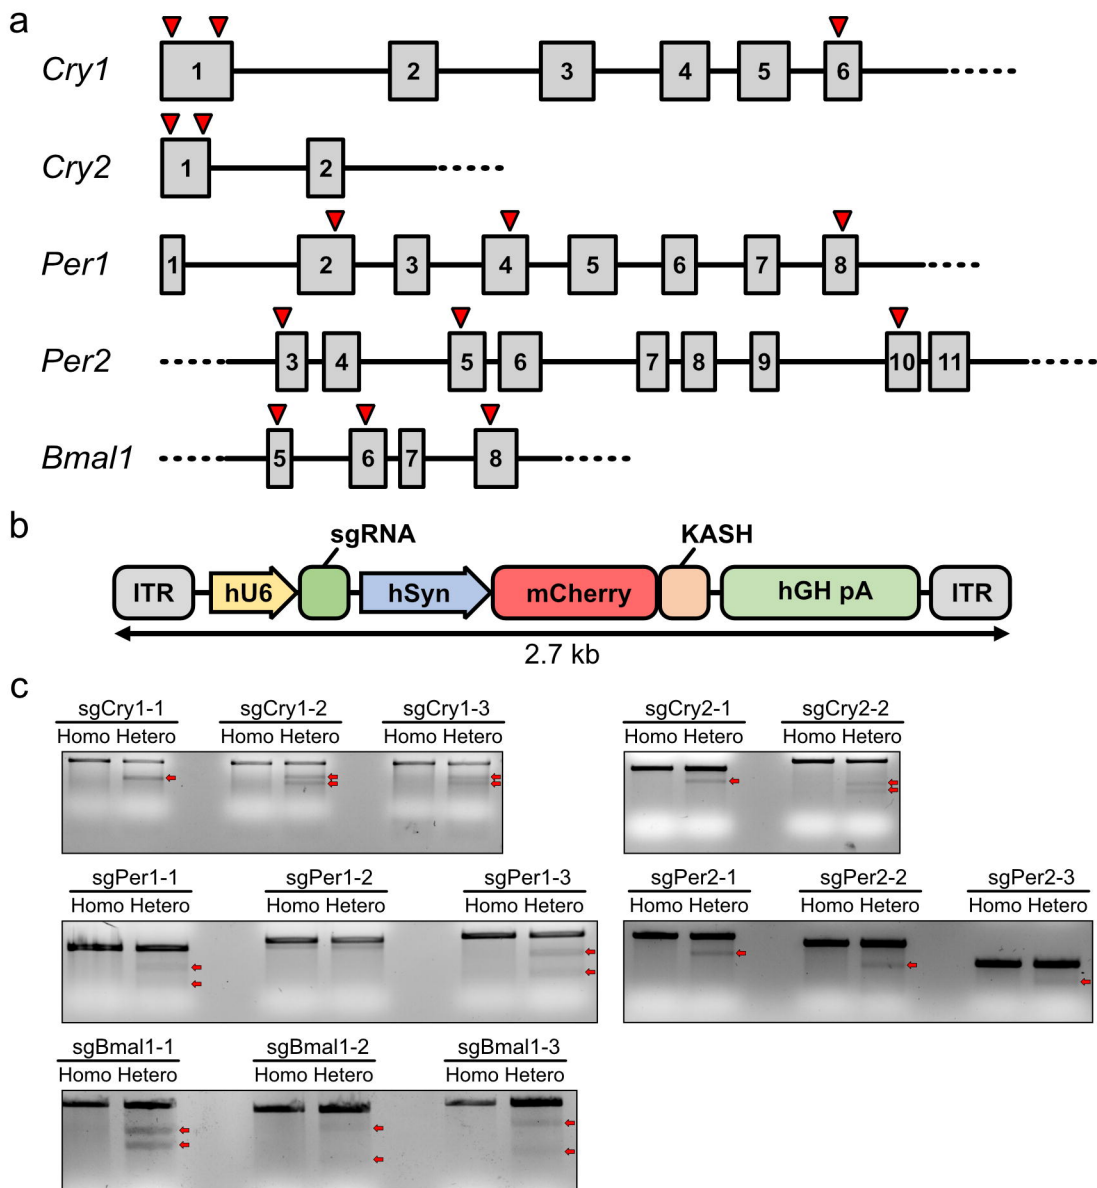 a
Cry1 1 2 3 4 5 6
Cry2 1 2
Per1 1 2 3 4 5 6 7 8
Per2 3 4 5 6 7 8 9 10 11
Bmal1 5 6 7 8
b
sgRNA KASH
ITR hU6 hSyn mCherry hGH pA ITR
2.7 kb
c
sgCry1-1 sgCry1-2 sgCry1-3 sgCry2-1 sgCry2-2
Homo Hetero Homo Hetero Homo Hetero Homo Hetero Homo Hetero
sgPer1-1 sgPer1-2 sgPer1-3 sgPer2-1 sgPer2-2 sgPer2-3
Homo Hetero Homo Hetero Homo Hetero Homo Hetero Homo Hetero Homo Hetero
sgBmal1-1 sgBmal1-2 sgBmal1-3
Homo Hetero Homo Hetero Homo Hetero